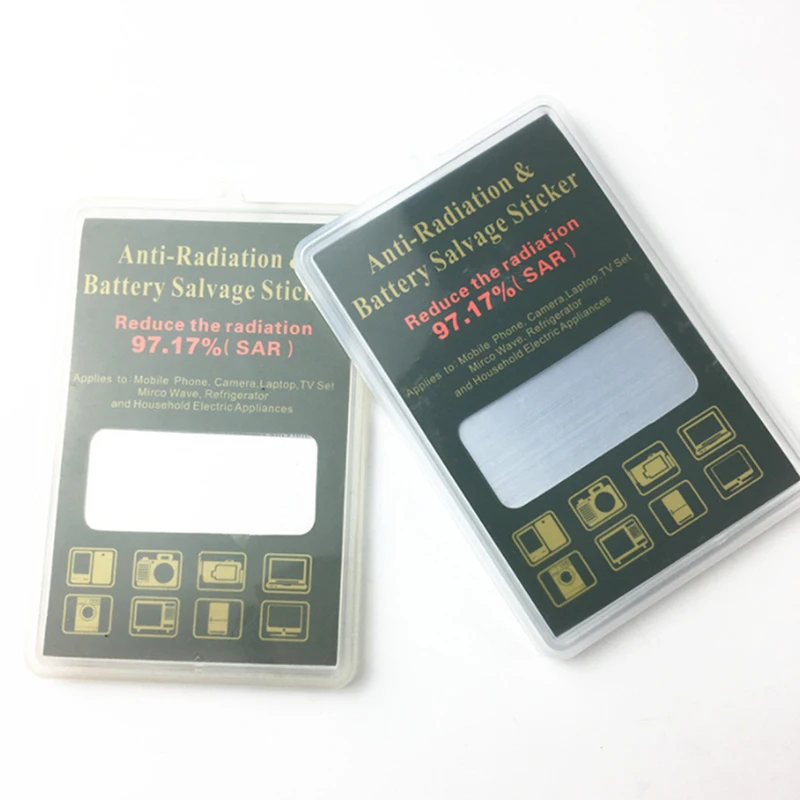 Anti-Radiation &
Battery Salvage Stick
Reduce the radiation
97.17%( SAR )
Applies to: Mobile Phone, Camera,Laptop,TV Set
Mirco Wave, Refrigerator
and Household Electric Appliances
Anti-Radiation &
Battery Salvage Sticker
Reduce the radiation
97.17%( SAR )
Applies to: Mobile Phone, Camera,Laptop,TV Set
Mirco Wave, Refrigerator
and Household Electric Appliances